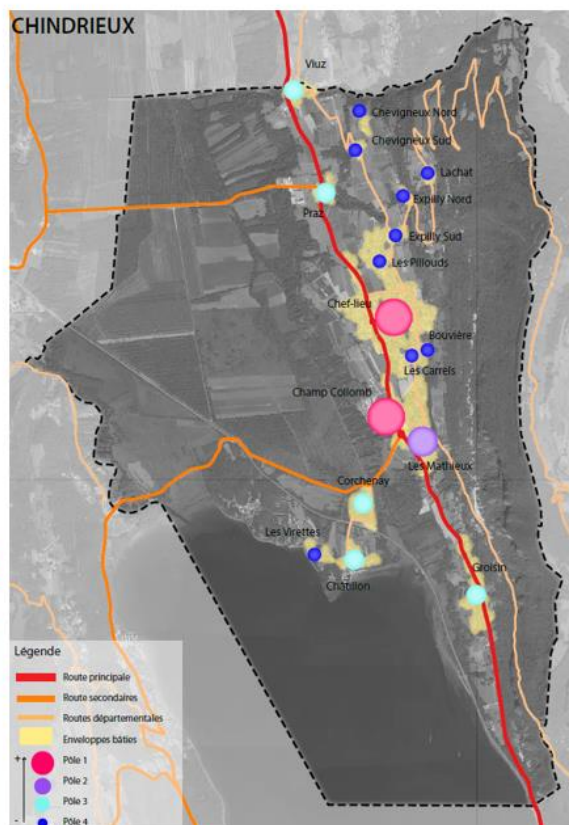 CHINDRIEUX
Viuz
Chevigneux Nord
Chevigneux Sud
Lachat
Expilly Nord
Praz
Expilly Sud
Les Pillouds
Chef-lieu
Bouvière
Les Carrels
Champ Collomb
Les Mathieux
Corchenay
Les Virettes
Châtillon
Groisin
Légende
Route principale
Route secondaires
Routes départementales
Enveloppes bâties
+ Pôle 1
Pôle 2
Pôle 3
- Pôle 4